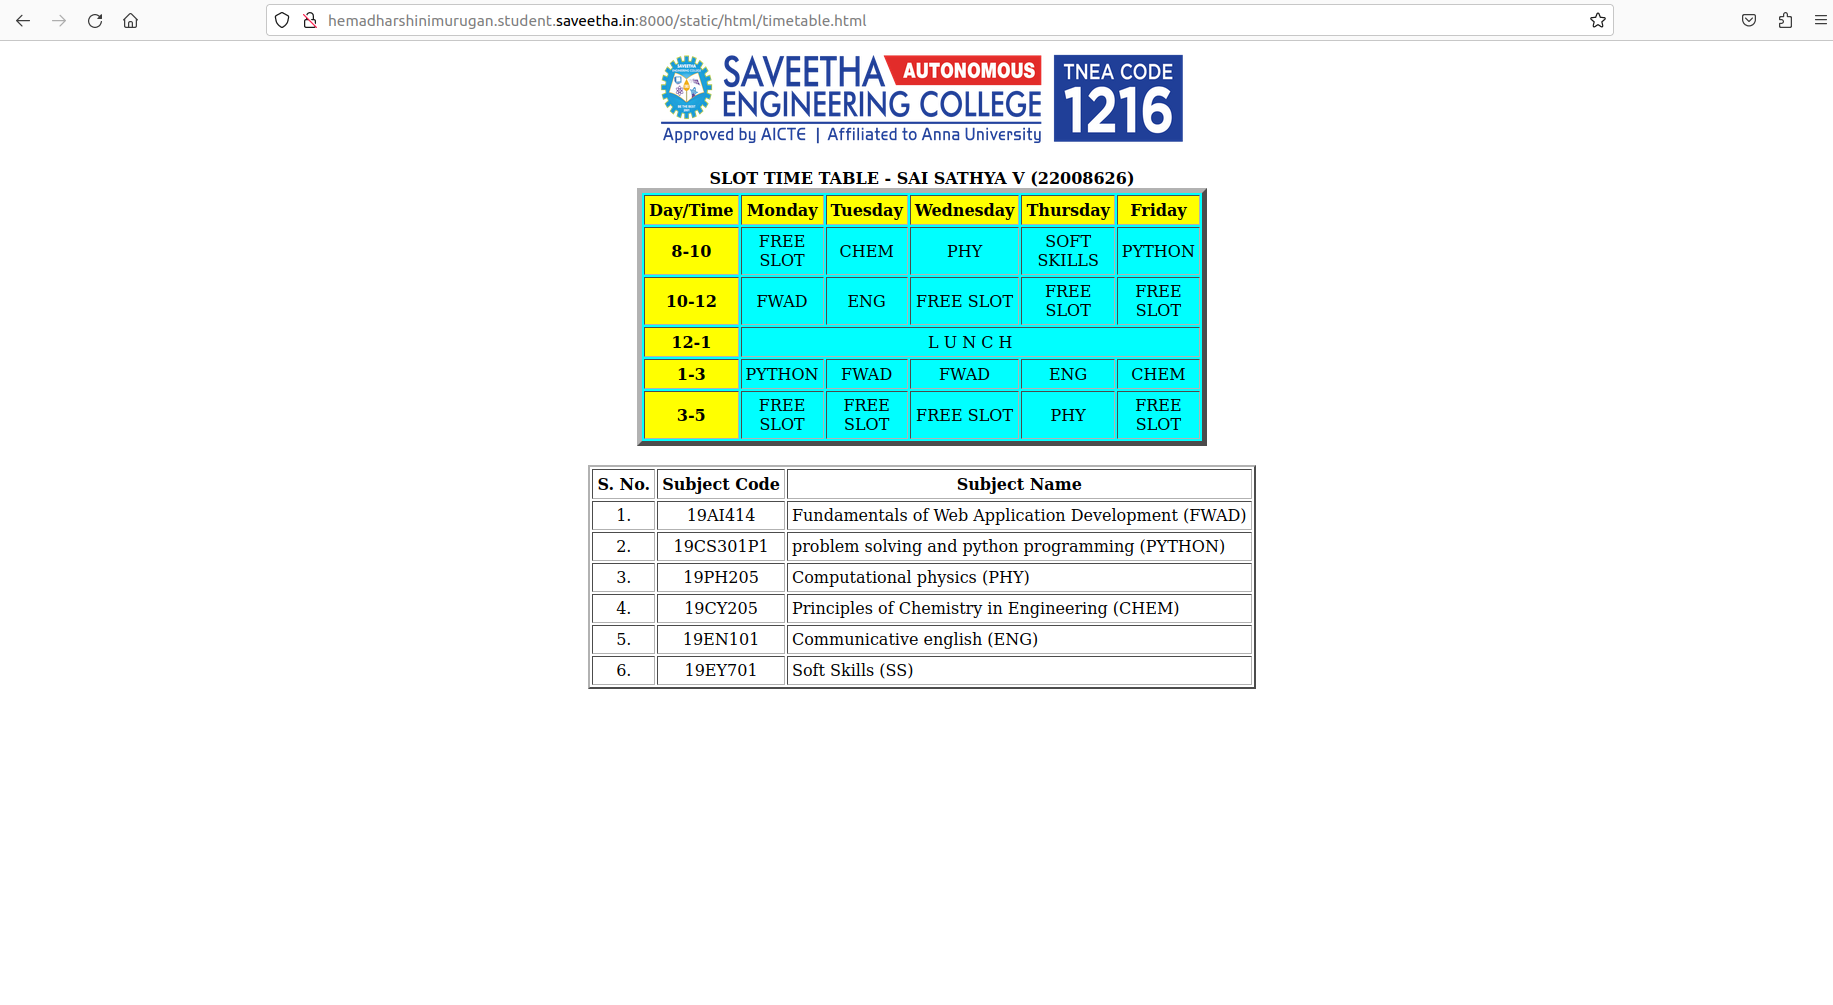 hemadharshinimurugan.student.saveetha.in:8000/static/html/timetable.html
SAVEETHA AUTONOMOUS
ENGINEERING COLLEGE
Approved by AICTE | Affiliated to Anna University
TNEA CODE
1216
SLOT TIME TABLE - SAI SATHYA V (22008626)
Day/Time Monday Tuesday Wednesday Thursday Friday
8-10 FREE SLOT CHEM PHY SOFT SKILLS PYTHON
10-12 FWAD ENG FREE SLOT FREE SLOT FREE SLOT
12-1 L U N C H
1-3 PYTHON FWAD FWAD ENG CHEM
3-5 FREE SLOT FREE SLOT FREE SLOT PHY FREE SLOT
S. No. Subject Code Subject Name
1. 19AI414 Fundamentals of Web Application Development (FWAD)
2. 19CS301P1 problem solving and python programming (PYTHON)
3. 19PH205 Computational physics (PHY)
4. 19CY205 Principles of Chemistry in Engineering (CHEM)
5. 19EN101 Communicative english (ENG)
6. 19EY701 Soft Skills (SS)